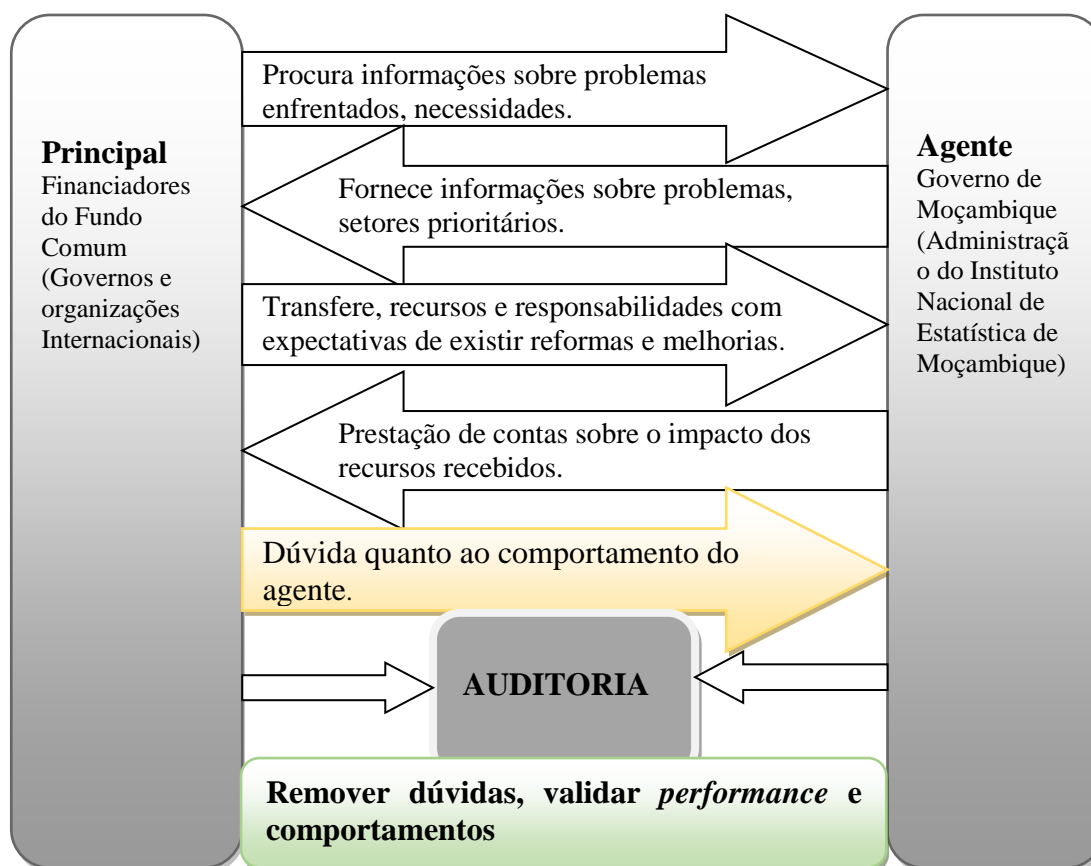 Principal
Financiadores
do Fundo
Comum
(Governos e
organizações
Internacionais)
Procura informações sobre problemas
enfrentados, necessidades.
Fornece informações sobre problemas,
setores prioritários.
Transfere, recursos e responsabilidades com
expectativas de existir reformas e melhorias.
Prestação de contas sobre o impacto dos
recursos recebidos.
Dúvida quanto ao comportamento do
agente.
AUDITORIA
Remover dúvidas, validar performance e
comportamentos
Agente
Governo de
Moçambique
(Administraçã
o do Instituto
Nacional de
Estatística de
Moçambique)